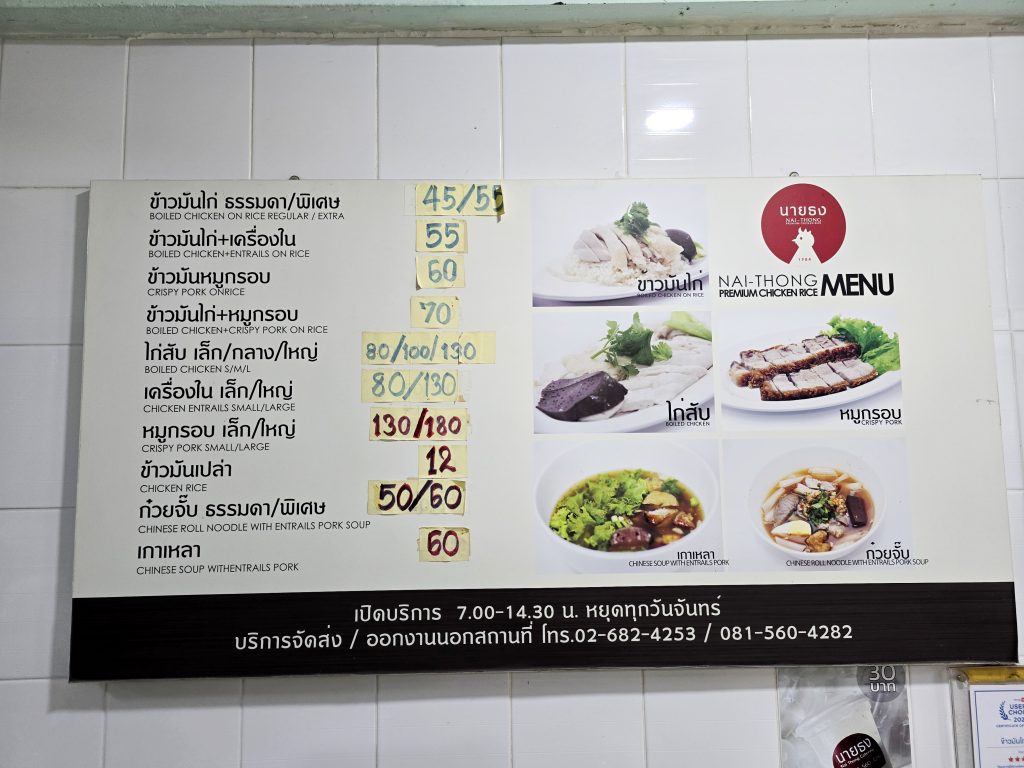 ข้าวมันไก่ ธรรมดา/พิเศษ 45/55
BOILED CHICKEN ON RICE REGULAR / EXTRA
ข้าวมันไก่+เครื่องใน 55
BOILED CHICKEN+ENTRAILS ON RICE
ข้าวมันหมูกรอบ 60
CRISPY PORK ONRICE
ข้าวมันไก่+หมูกรอบ 70
BOILED CHICKEN+CRISPY PORK ON RICE
ไก่สับ เล็ก/กลาง/ใหญ่ 80/100/130
BOILED CHICKEN S/M/L
เครื่องใน เล็ก/ใหญ่ 80/130
CHICKEN ENTRAILS SMALL/LARGE
หมูกรอบ เล็ก/ใหญ่ 130/180
CRISPY PORK SMALL/LARGE
ข้าวมันเปล่า 12
CHICKEN RICE
ก๋วยจั๊บ ธรรมดา/พิเศษ 50/60
CHINESE ROLL NOODLE WITH ENTRAILS PORK SOUP
เกาเหลา 60
CHINESE SOUP WITHENTRAILS PORK
นายธง
NAI-THONG
PREMIUM CHICKEN RICE
1984
NAI-THONG
PREMIUM CHICKEN RICE MENU
ข้าวมันไก่
BOILED CHICKEN ON RICE
ไก่สับ
BOILED CHICKEN
หมูกรอบ
CRISPY PORK
เกาเหลา
CHINESE SOUP WITH ENTRAILS PORK
ก๋วยจั๊บ
CHINESE ROLL NOODLE WITH ENTRAILS PORK SOUP
เปิดบริการ 7.00-14.30 น. หยุดทุกวันจันทร์
บริการจัดส่ง / ออกงานนอกสถานที่ โทร.02-682-4253 / 081-560-4282
30
บาท
นายธง